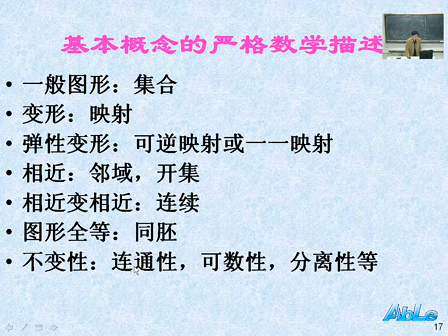 基本概念的严格数学描述
• 一般图形：集合
• 变形：映射
• 弹性变形：可逆映射或一一映射
• 相近：邻域，开集
• 相近变相近：连续
• 图形全等：同胚
• 不变性：连通性，可数性，分离性等
17